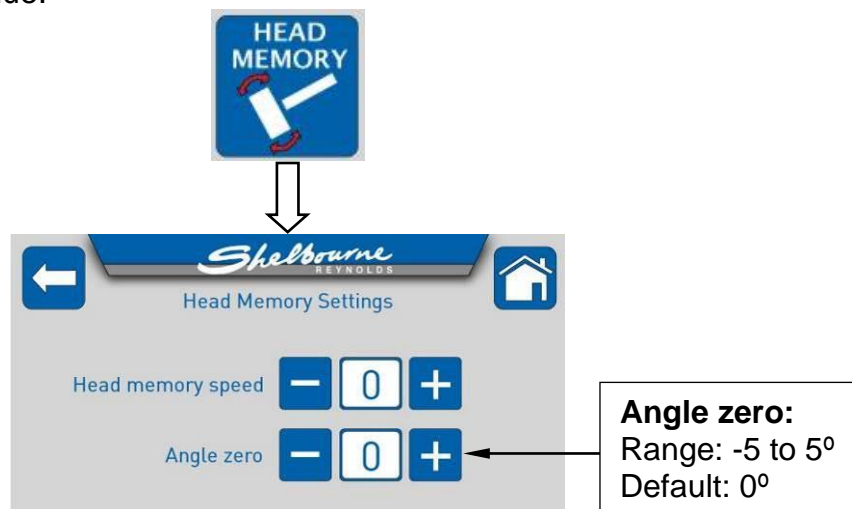 HEAD
MEMORY
Shelbourne
REYNOLDS
Head Memory Settings
Head memory speed − 0 +
Angle zero − 0 +
Angle zero:
Range: -5 to 5º
Default: 0º